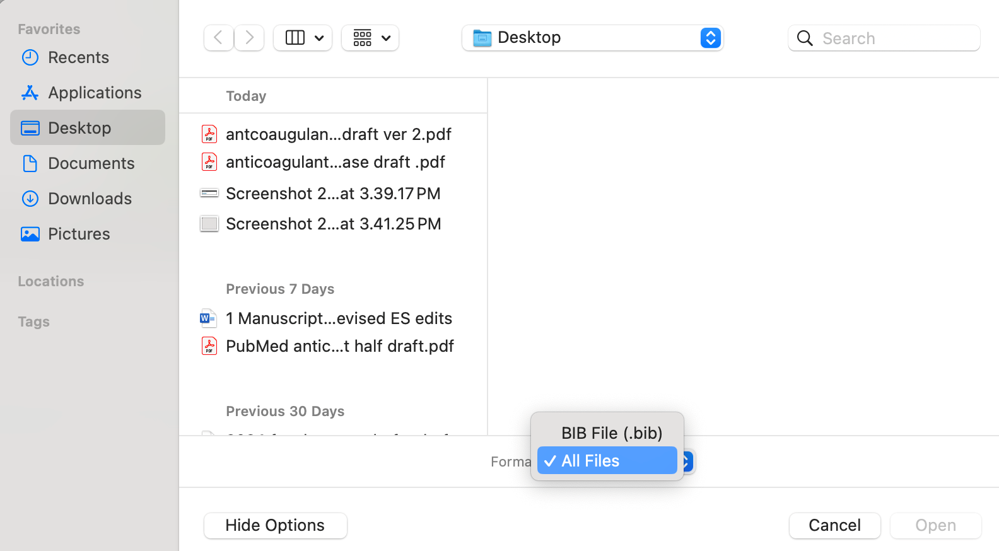 Favorites
Recents
Applications
Desktop
Documents
Downloads
Pictures
Locations
Tags
Desktop
Search
Today
PDF
antcoaugulan...draft ver 2.pdf
PDF
anticoagulant...ase draft .pdf
Screenshot 2...at 3.39.17 PM
Screenshot 2...at 3.41.25 PM
Previous 7 Days
W
1 Manuscript...evised ES edits
PDF
PubMed antic...t half draft.pdf
Previous 30 Days
BIB File (.bib)
Forma
All Files
Hide Options
Cancel
Open